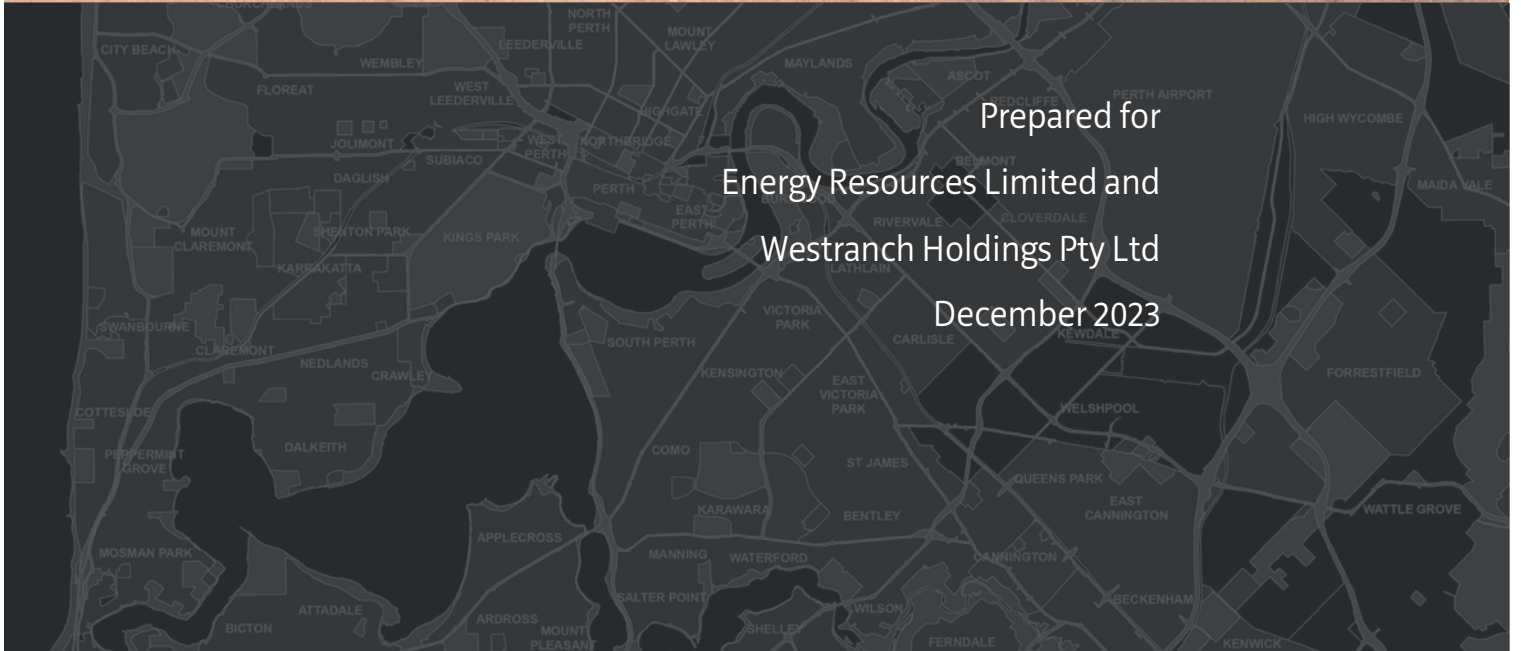 CITY BEACH
WEMBLEY
FLOREAT
LEEDERVILLE
NORTH
PERTH
MOUNT
LAWLEY
WEST
LEEDERVILLE
HIGHGATE
MAYLANDS
ASCOT
REDCLIFFE
PERTH AIRPORT
HIGH WYCOMBE
Prepared for
JOLIMONT
SUBIACO
WEST
PERTH
NORTHBRIDGE
DAGLISH
PERTH
EAST
PERTH
BELMONT
MAIDA VALE
Energy Resources Limited and
RIVERVALE
CLOVERDALE
MOUNT
CLAREMONT
SHENTON PARK
KINGS PARK
KARRAKATTA
Westranch Holdings Pty Ltd
LATHLAIN
December 2023
SWANBOURNE
CLAREMONT
NEDLANDS
CRAWLEY
SOUTH PERTH
VICTORIA
PARK
CARLISLE
KEWDALE
KENSINGTON
EAST
VICTORIA
PARK
FORRESTFIELD
COTTESLOE
WELSHPOOL
PEPPERMINT
GROVE
DALKEITH
COMO
ST JAMES
QUEENS PARK
EAST
CANNINGTON
KARAWARA
BENTLEY
WATTLE GROVE
MOSMAN PARK
APPLECROSS
MANNING
WATERFORD
CANNINGTON
ATTADALE
BICTON
ARDROSS
MOUNT
PLEASANT
SALTER POINT
SHELLEY
WILSON
FERNDALE
BECKENHAM
KENWICK